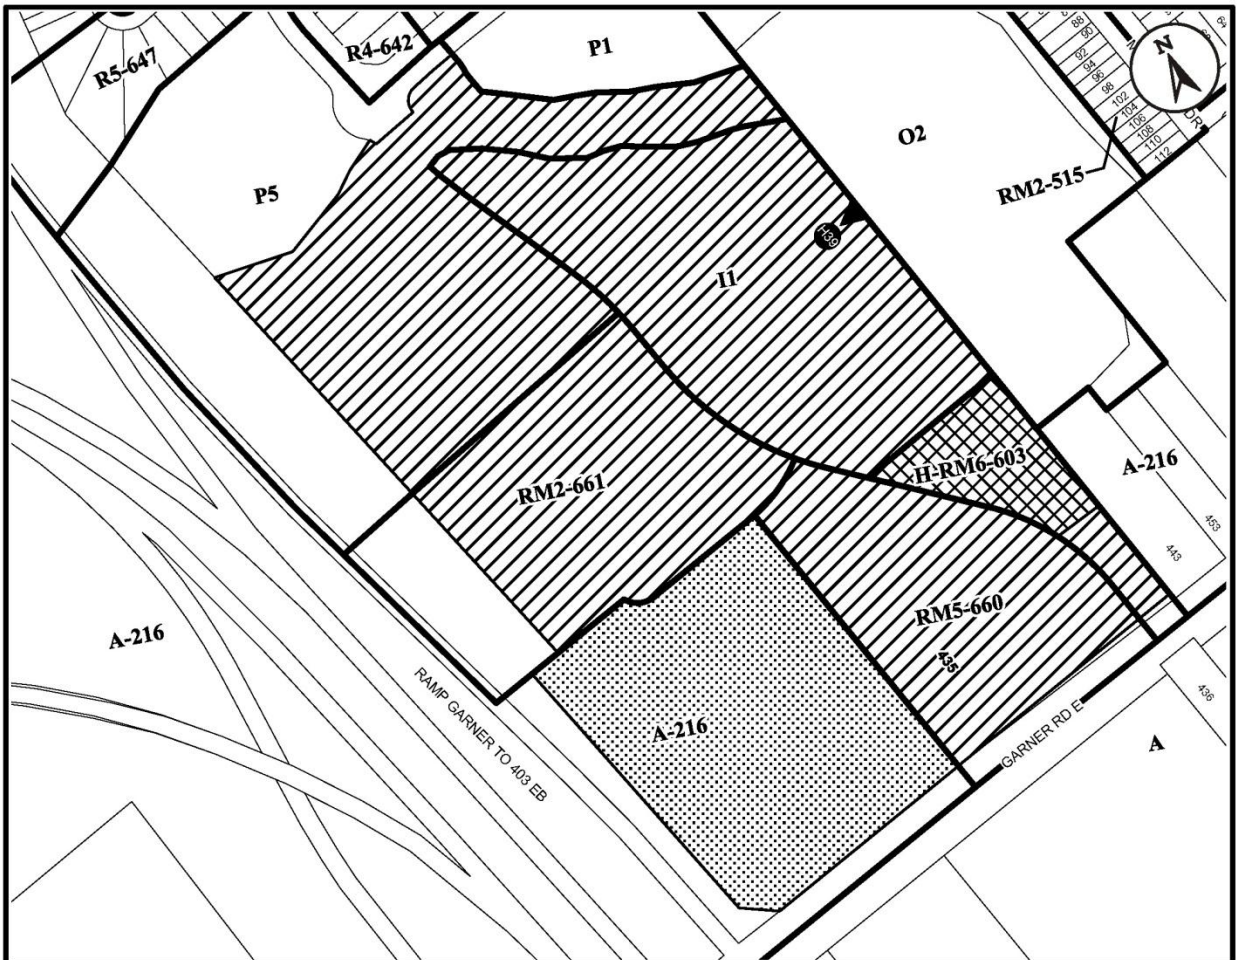 R5-647
R4-642
P1
88
90
92
94
96
98
102
104
106
108
110
112
N
DR
O2
RM2-515
P5
H39
I1
H-RM6-603
A-216
453
443
RM2-661
RM5-660
435
A-216
RAMP GARNER TO 403 EB
A-216
GARNER RD E
436
A